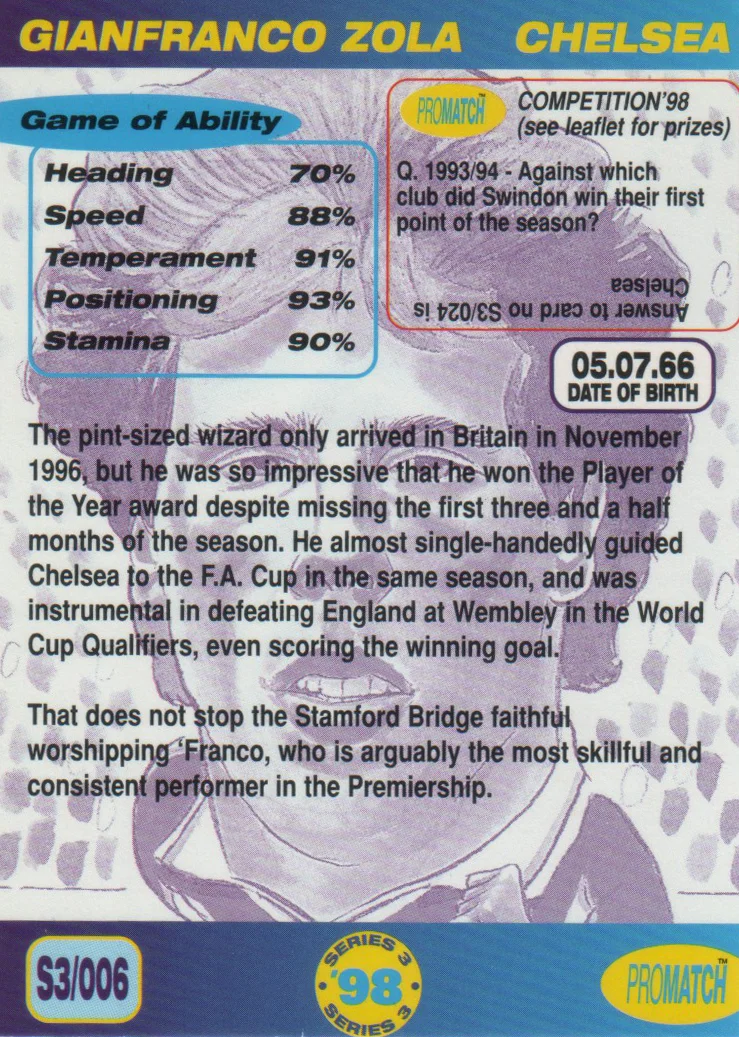 GIANFRANCO ZOLA CHELSEA
Game of Ability
Heading 70%
Speed 88%
Temperament 91%
Positioning 93%
Stamina 90%
PROMATCH™
COMPETITION'98
(see leaflet for prizes)
Q. 1993/94 - Against which
club did Swindon win their first
point of the season?
Answer to card no S3/024 is
Chelsea
05.07.66
DATE OF BIRTH
The pint-sized wizard only arrived in Britain in November
1996, but he was so impressive that he won the Player of
the Year award despite missing the first three and a half
months of the season. He almost single-handedly guided
Chelsea to the F.A. Cup in the same season, and was
instrumental in defeating England at Wembley in the World
Cup Qualifiers, even scoring the winning goal.
That does not stop the Stamford Bridge faithful
worshipping 'Franco, who is arguably the most skillful and
consistent performer in the Premiership.
S3/006
SERIES 3
'98
SERIES 3
PROMATCH™